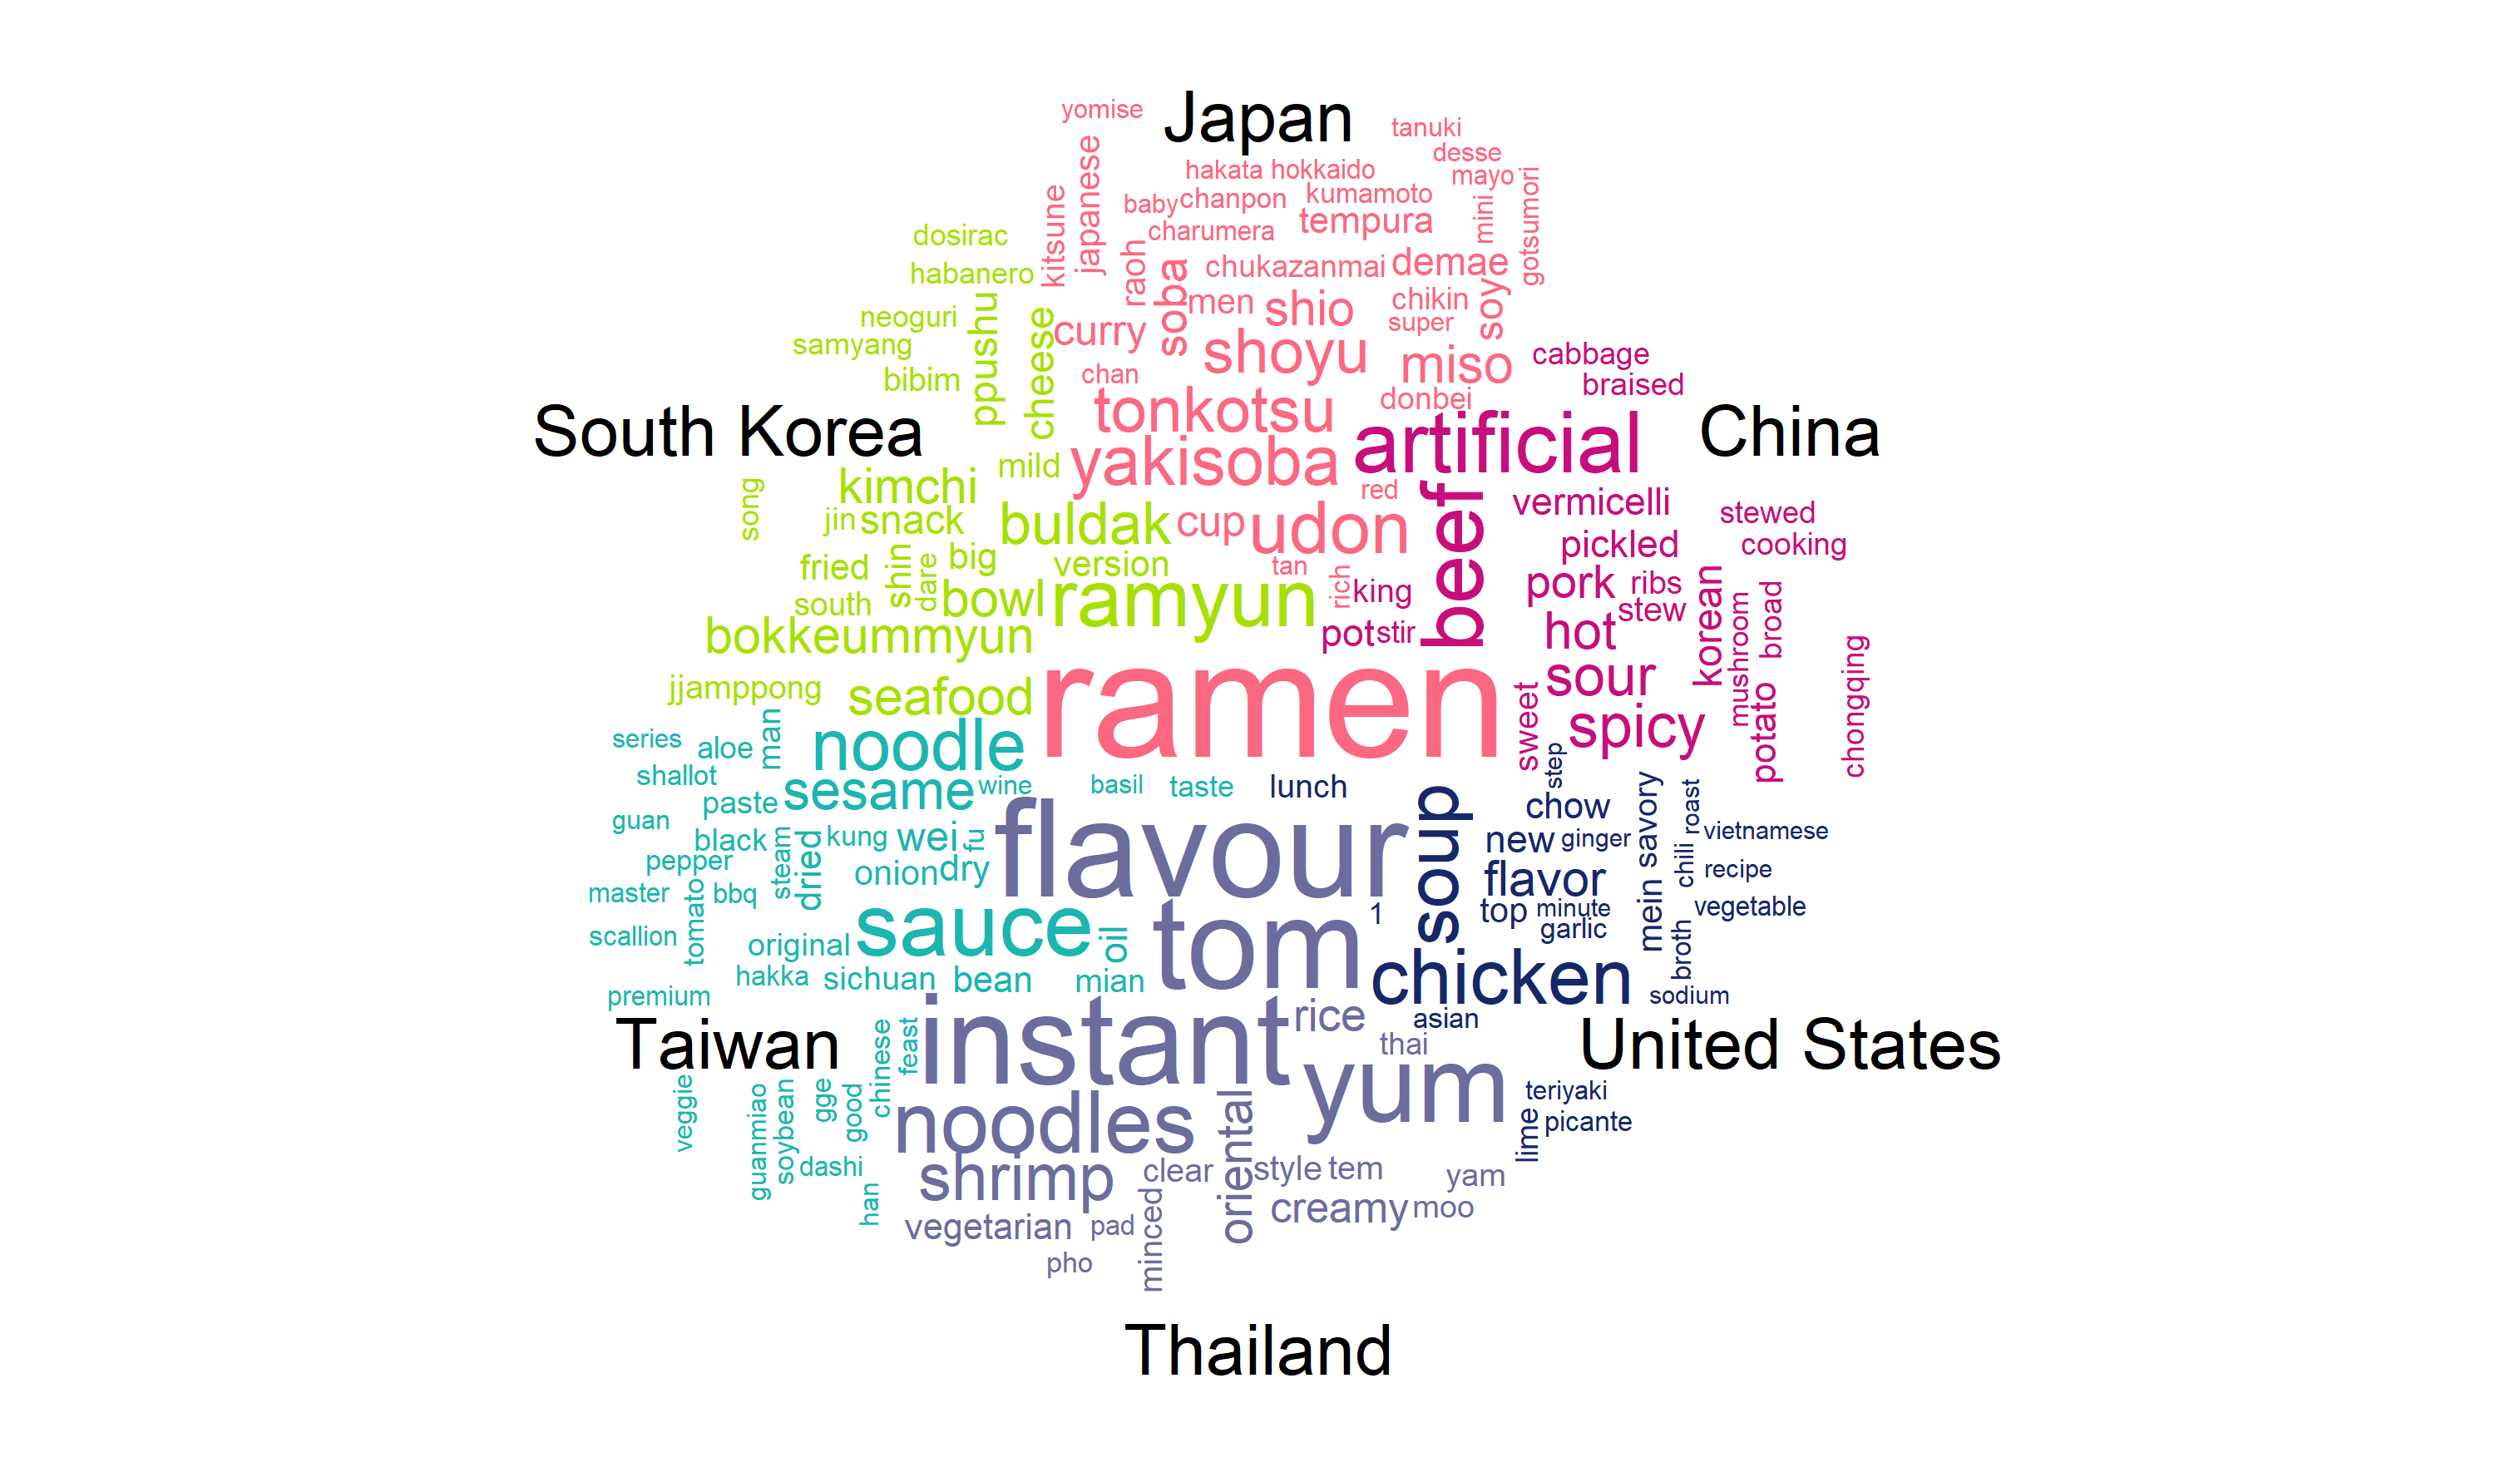 Japan
yomise
tanuki
desse
hakata hokkaido
mayo
japanese
kitsune
baby
chanpon
kumamoto
mini
gotsumori
charumera
tempura
raoh
soba
chukazanmai
demae
men
shio
chikin
super
soy
curry
shoyu
miso
chan
donbei
tonkotsu
yakisoba
red
cup
udon
tan
rich
ramen
dosirac
habanero
neoguri
samyang
bibim
ppushu
cheese
South Korea
mild
kimchi
song
jin
snack
buldak
fried
shin
dare
big
version
south
bowl
ramyun
bokkeummyun
jjamppong
seafood
cabbage
braised
China
artificial
beef
vermicelli
stewed
pickled
cooking
king
pork
ribs
stew
korean
mushroom
broad
pot
stir
hot
sour
sweet
spicy
potato
chongqing
series
aloe
man
noodle
shallot
sesame
wine
basil
taste
paste
guan
black
kung
wei
fu
pepper
steam
dried
onion
dry
master
tomato
bbq
scallion
original
sauce
oil
hakka
sichuan
bean
mian
premium
Taiwan
chinese
feast
veggie
guanmiao
soybean
gge
good
dashi
han
lunch
step
chow
soup
new
ginger
mein
savory
roast
vietnamese
flavor
chili
recipe
1
top
minute
garlic
vegetable
broth
chicken
sodium
asian
United States
teriyaki
lime
picante
flavour
tom
instant
rice
thai
yum
noodles
oriental
shrimp
clear
style
tem
yam
minced
creamy
moo
vegetarian
pad
pho
Thailand